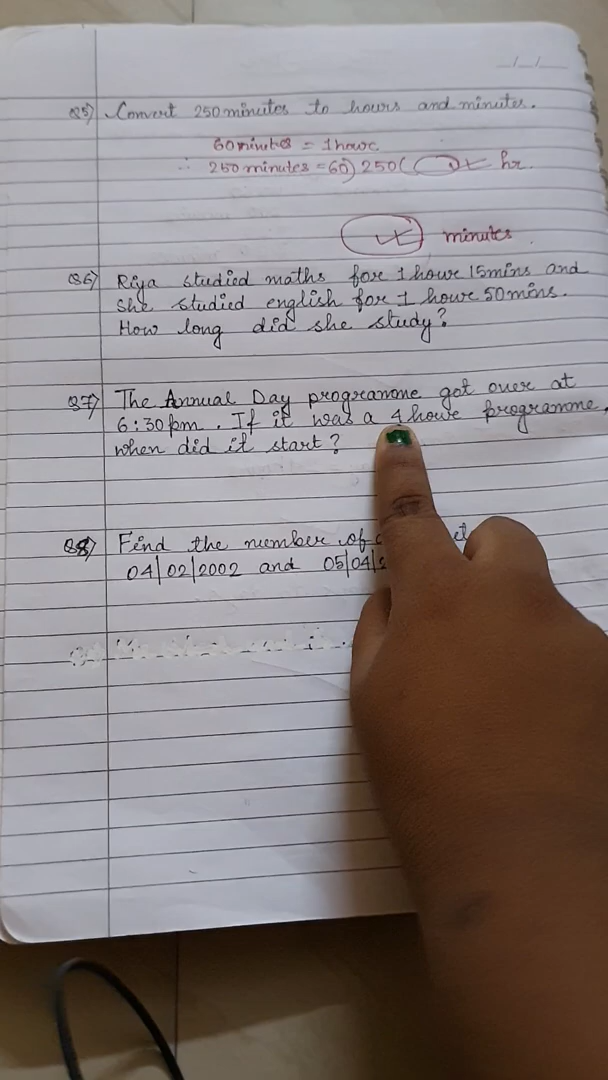 _/_/_
Q5) Convert 250 minutes to hours and minutes.
60 minutes = 1 hour
∴ 250 minutes = 60)250( hr.
minutes.
Q6) Riya studied maths for 1 hour 15mins and
she studied english for 1 hour 50 mins.
How long did she study?
Q7) The Annual Day programme got over at
6:30 pm. If it was a 4 hour programme,
when did it start?
Q8) Find the number of
04/02/2002 and 05/04/